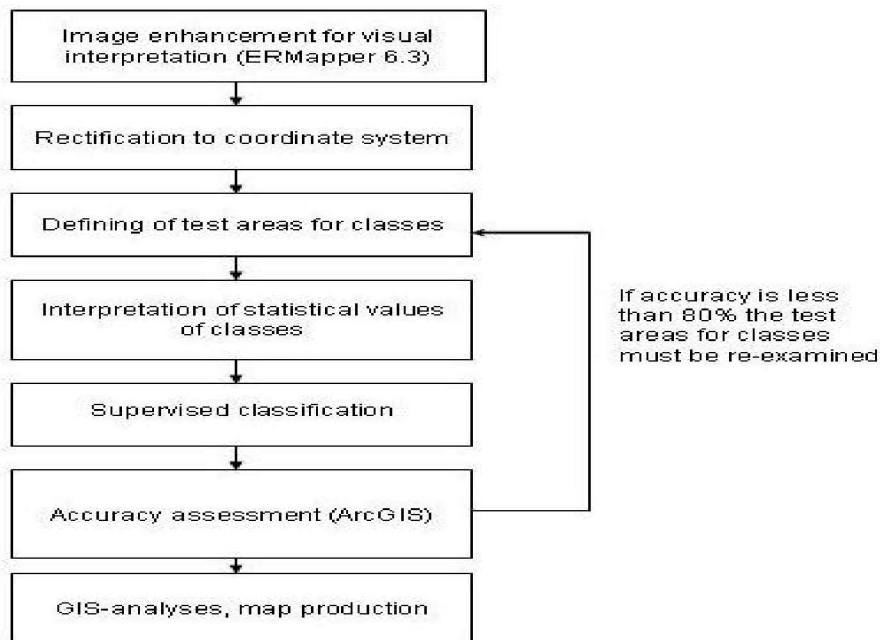 Image enhancement for visual
interpretation (ERMapper 6.3)
Rectification to coordinate system
Defining of test areas for classes
Interpretation of statistical values
of classes
If accuracy is less
than 80% the test
areas for classes
must be re-examined
Supervised classification
Accuracy assessment (ArcGIS)
GIS-analyses, map production